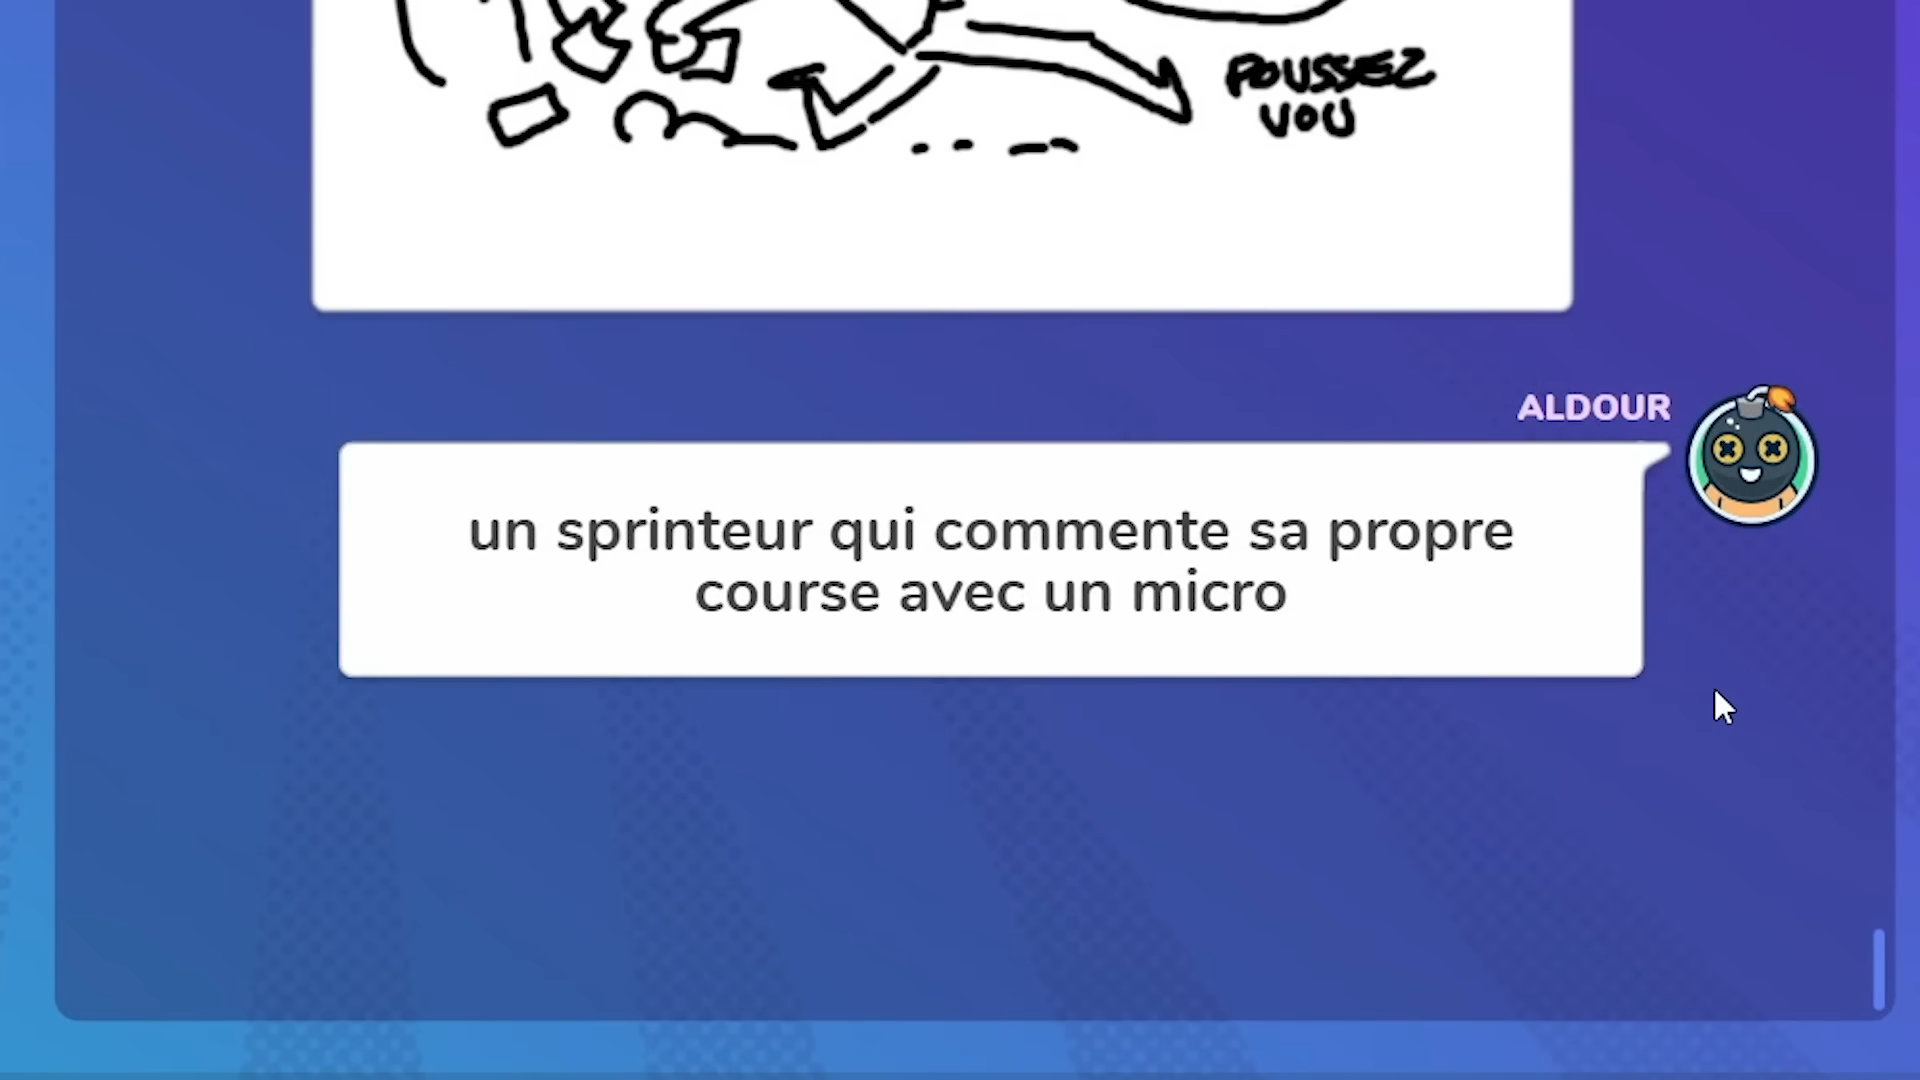 POUSSEZ
VOU
ALDOUR
un sprinteur qui commente sa propre
course avec un micro